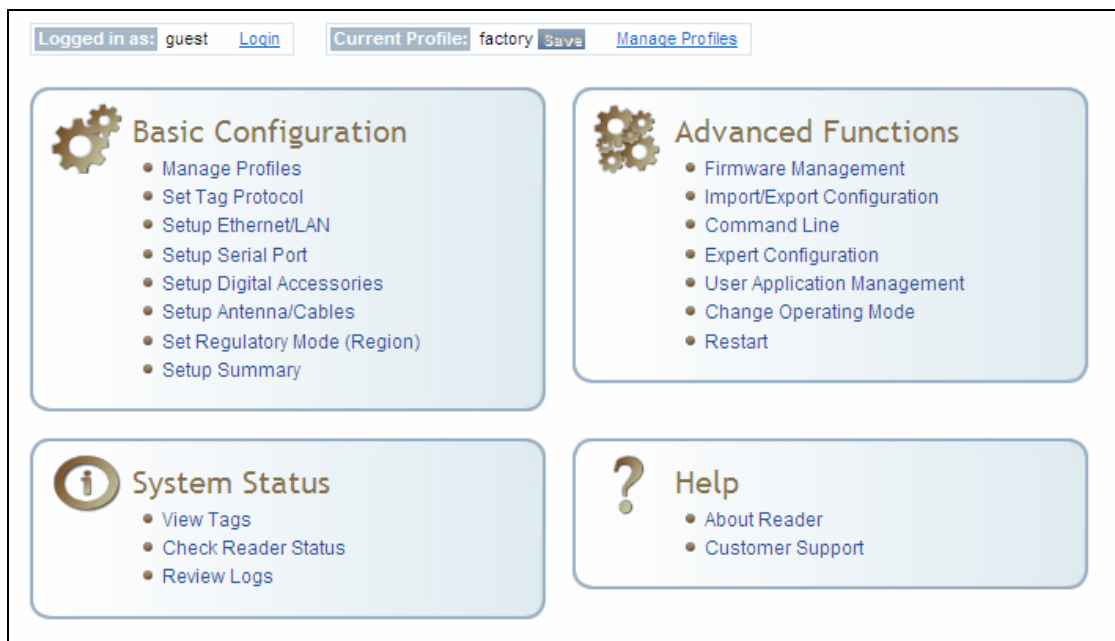 Logged in as: guest Login Current Profile: factory Save Manage Profiles
Basic Configuration
Manage Profiles
Set Tag Protocol
Setup Ethernet/LAN
Setup Serial Port
Setup Digital Accessories
Setup Antenna/Cables
Set Regulatory Mode (Region)
Setup Summary
Advanced Functions
Firmware Management
Import/Export Configuration
Command Line
Expert Configuration
User Application Management
Change Operating Mode
Restart
System Status
View Tags
Check Reader Status
Review Logs
Help
About Reader
Customer Support